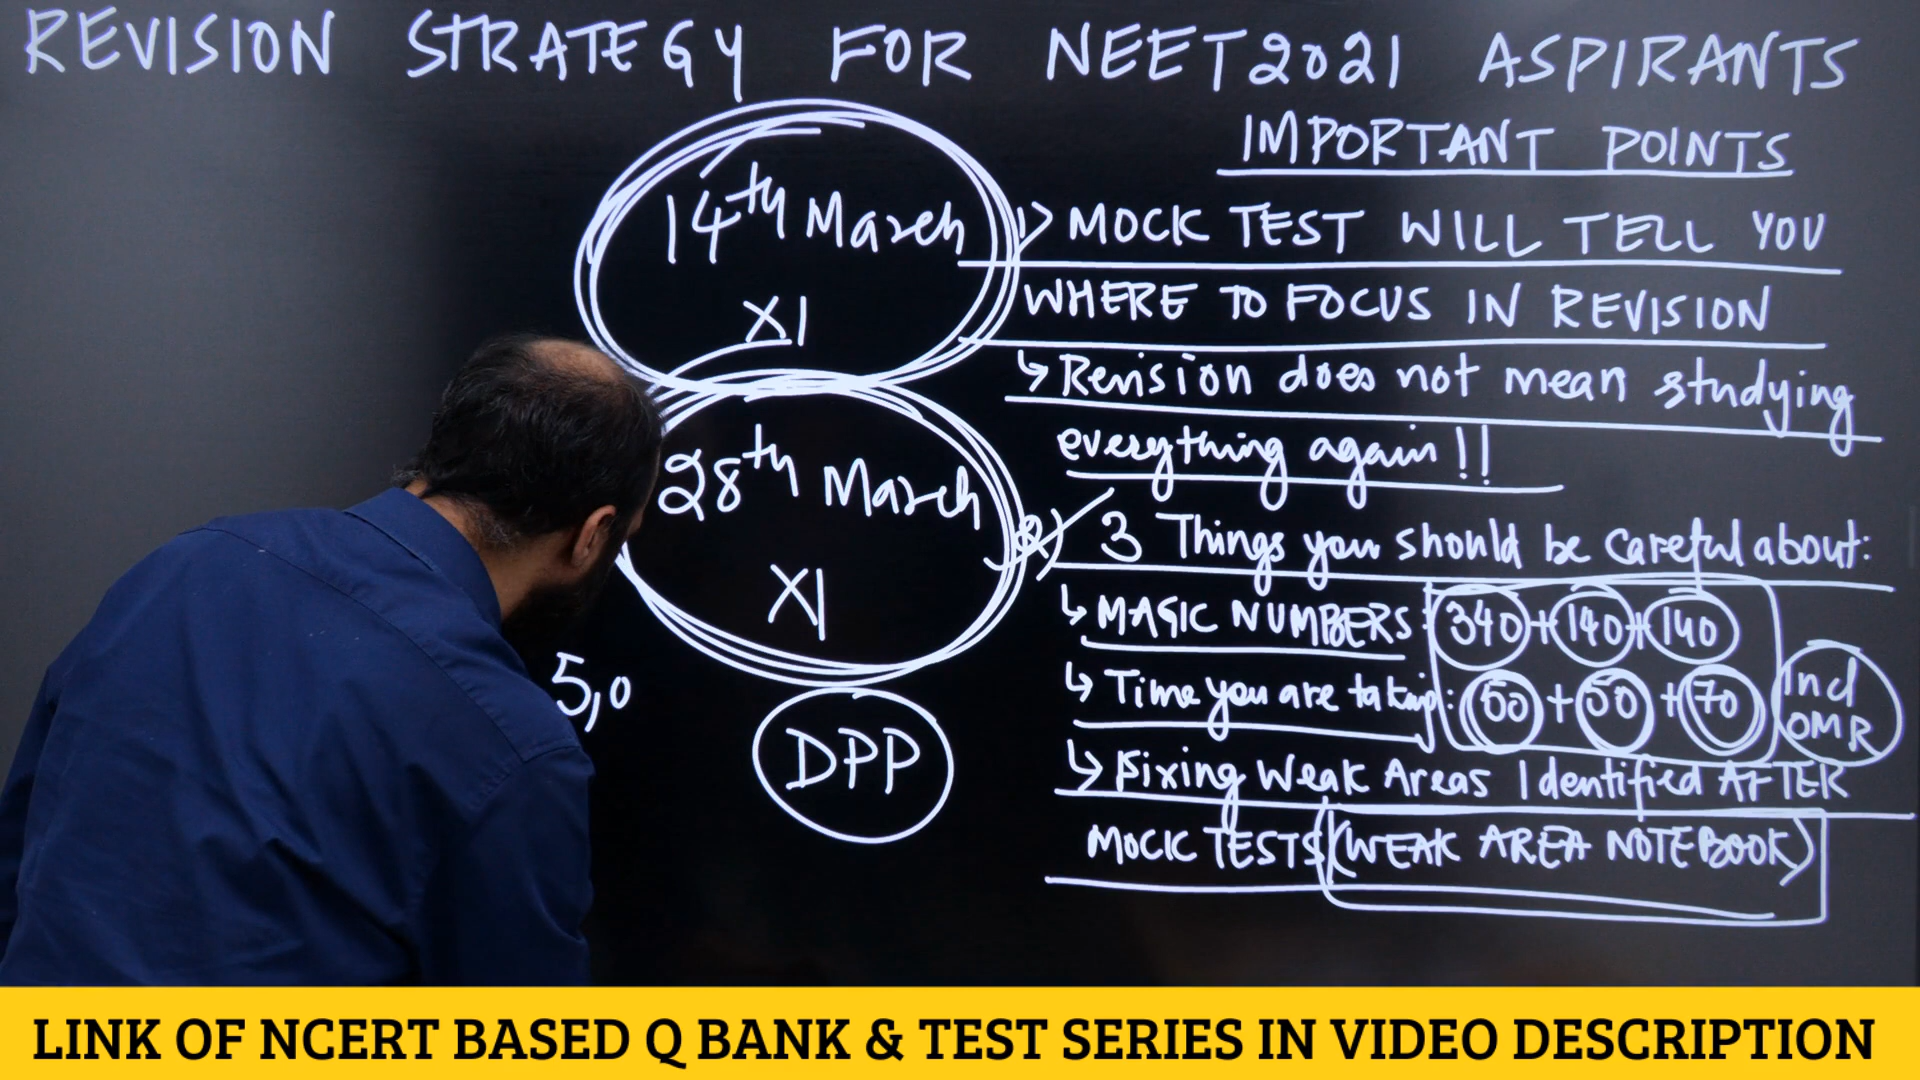 REVISION STRATEGY FOR NEET2021 ASPIRANTS
IMPORTANT POINTS
14th March
XI
28th March
XI
5,0
DPP
1> MOCK TEST WILL TELL YOU
WHERE TO FOCUS IN REVISION
↳ Revision does not mean studying
everything again!!
2) 3 Things you should be careful about:
↳ MAGIC NUMBERS: 340+140+140
↳ Time you are taking: 50+50+70 Incl OMR
↳ Fixing Weak Areas Identified AFTER
MOCK TESTS (WEAK AREA NOTEBOOK)
LINK OF NCERT BASED Q BANK & TEST SERIES IN VIDEO DESCRIPTION